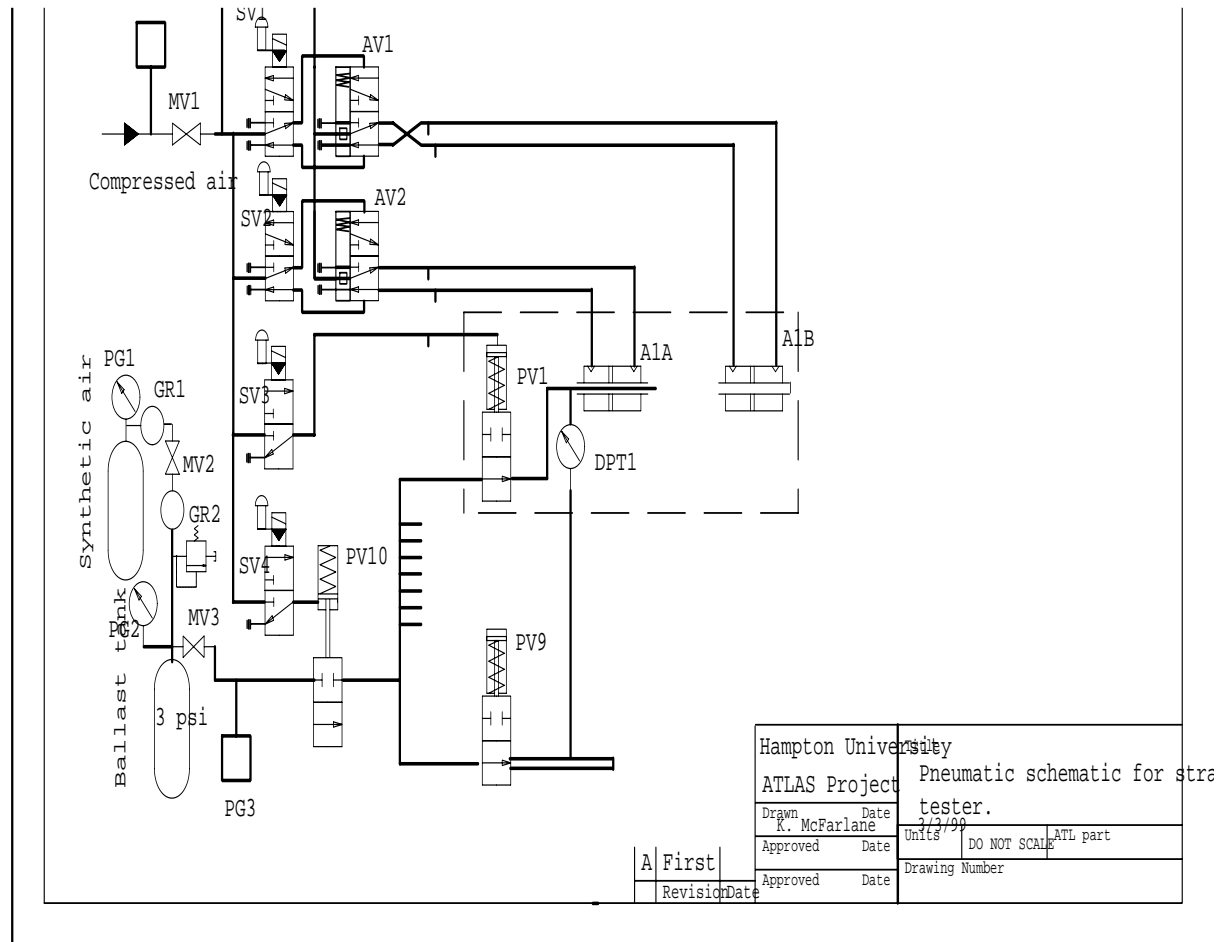 SV1
AV1
MV1
Compressed air
SV2
AV2
A1A
A1B
PG1
GR1
SV3
PV1
Synthetic air
MV2
DPT1
GR2
SV4
PV10
Ballast tank
PG2
MV3
PV9
3 psi
PG3
Hampton University
Title
ATLAS Project
Pneumatic schematic for stra
tester.
Drawn Date
K. McFarlane 3/3/99
Units DO NOT SCALE ATL part
Approved Date
Drawing Number
A First
Approved Date
Revision Date